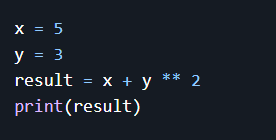 x = 5
y = 3
result = x + y ** 2
print(result)